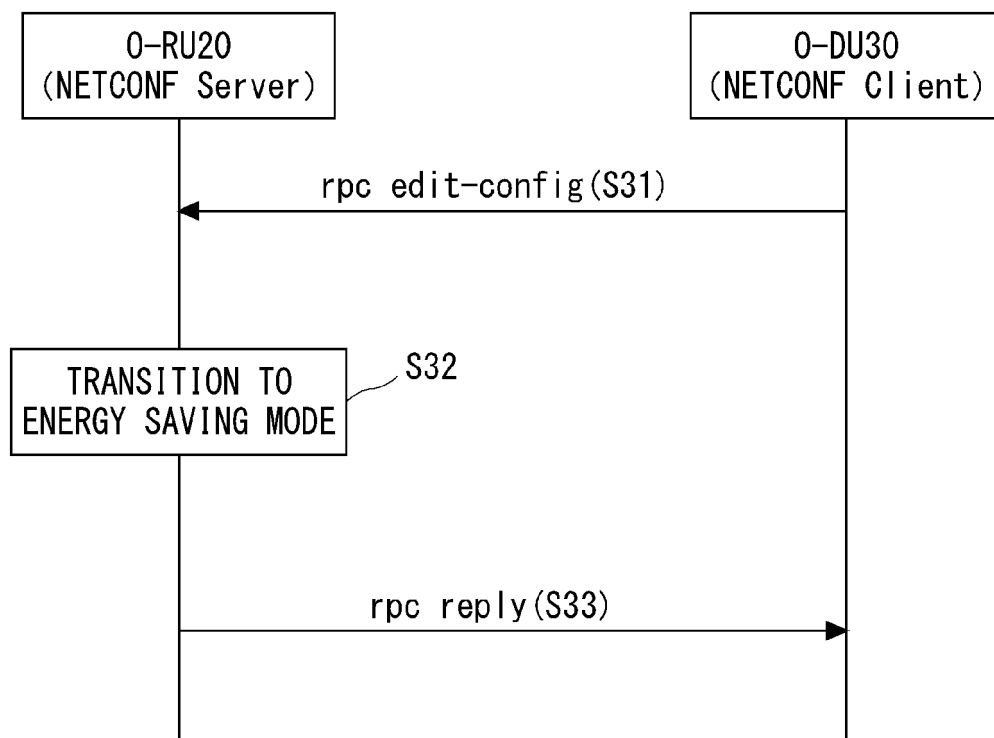 O-RU20
(NETCONF Server)
O-DU30
(NETCONF Client)
rpc edit-config(S31)
TRANSITION TO
ENERGY SAVING MODE
S32
rpc reply(S33)